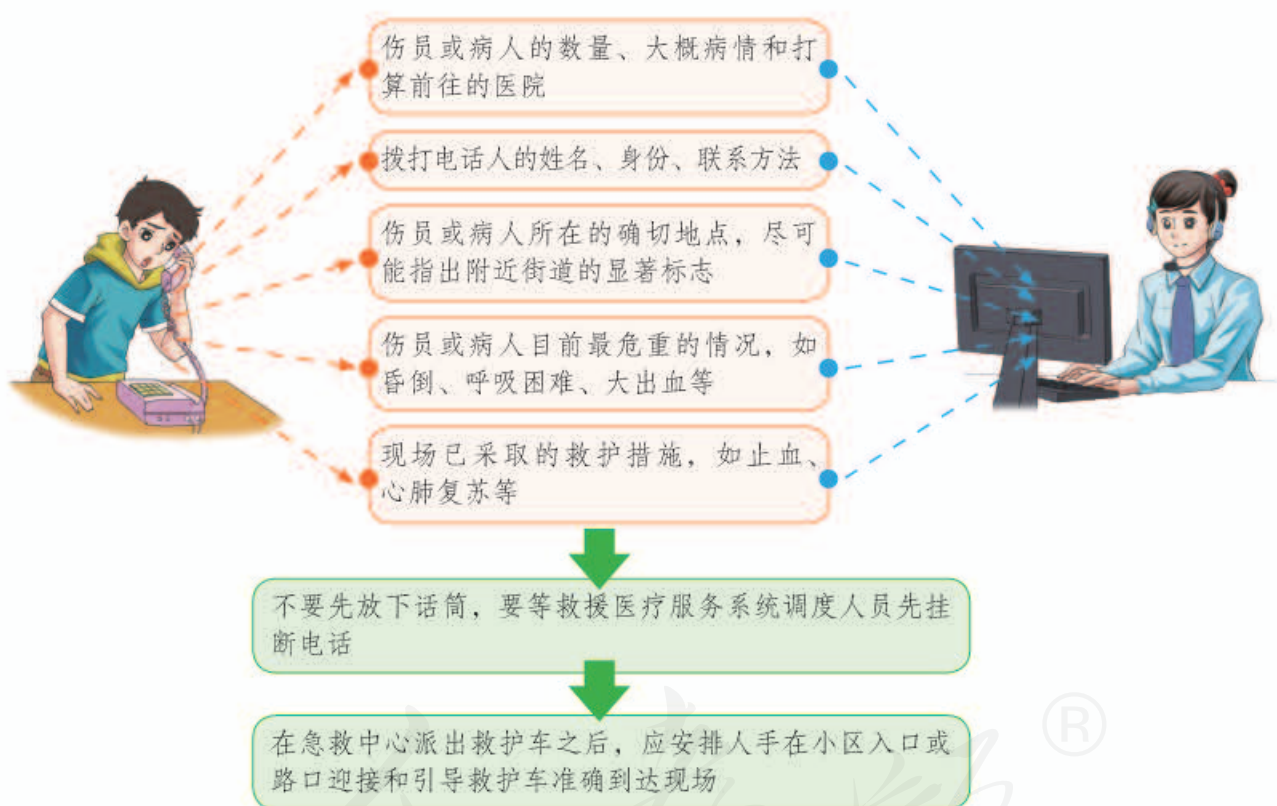 伤员或病人的数量、大概病情和打
算前往的医院
拨打电话人的姓名、身份、联系方法
伤员或病人所在的确切地点，尽可
能指出附近街道的显著标志
伤员或病人目前最危重的情况，如
昏倒、呼吸困难、大出血等
现场已采取的救护措施，如止血、
心肺复苏等
不要先放下话筒，要等救援医疗服务系统调度人员先挂
断电话
在急救中心派出救护车之后，应安排人手在小区入口或
路口迎接和引导救护车准确到达现场
®